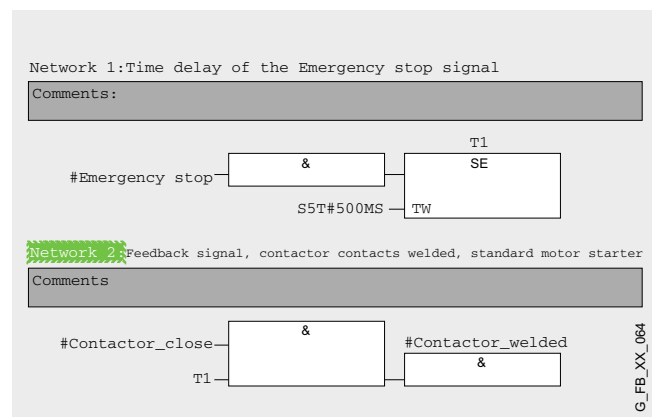 Network 1:Time delay of the Emergency stop signal
Comments:
T1
& SE
#Emergency stop
S5T#500MS TW
Network 2: Feedback signal, contactor contacts welded, standard motor starter
Comments
&
#Contactor_close #Contactor_welded
&
T1
G_FB_XX_064